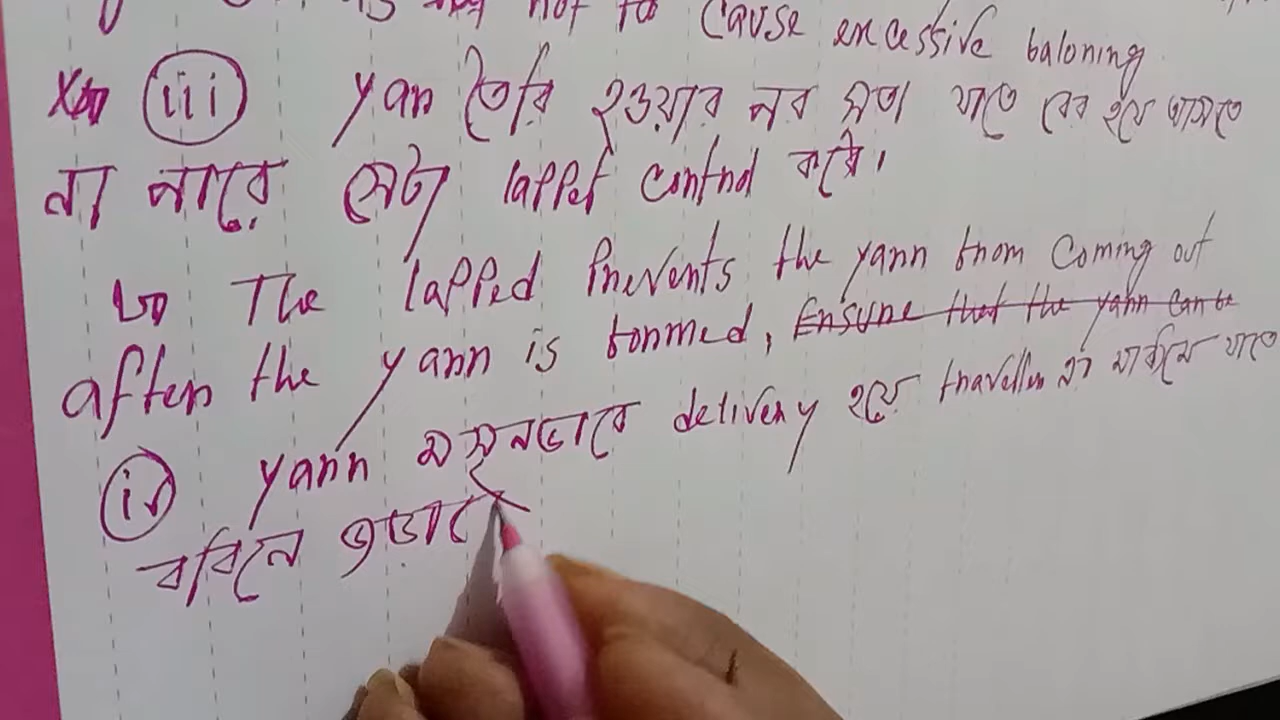 not to cause excessive baloning
iii yarn তৈরি হওয়ার পর সুতা যাতে বের হয়ে আসতে
না পারে সেটা lappet control করে।
The lapped Prevents the yarn from coming out
after the yarn is formed, Ensure that the yarn can be
iv yarn মসৃনভাবে delivery হয়ে traveller এর মাধ্যমে যাতে
ববিনে জড়াতে